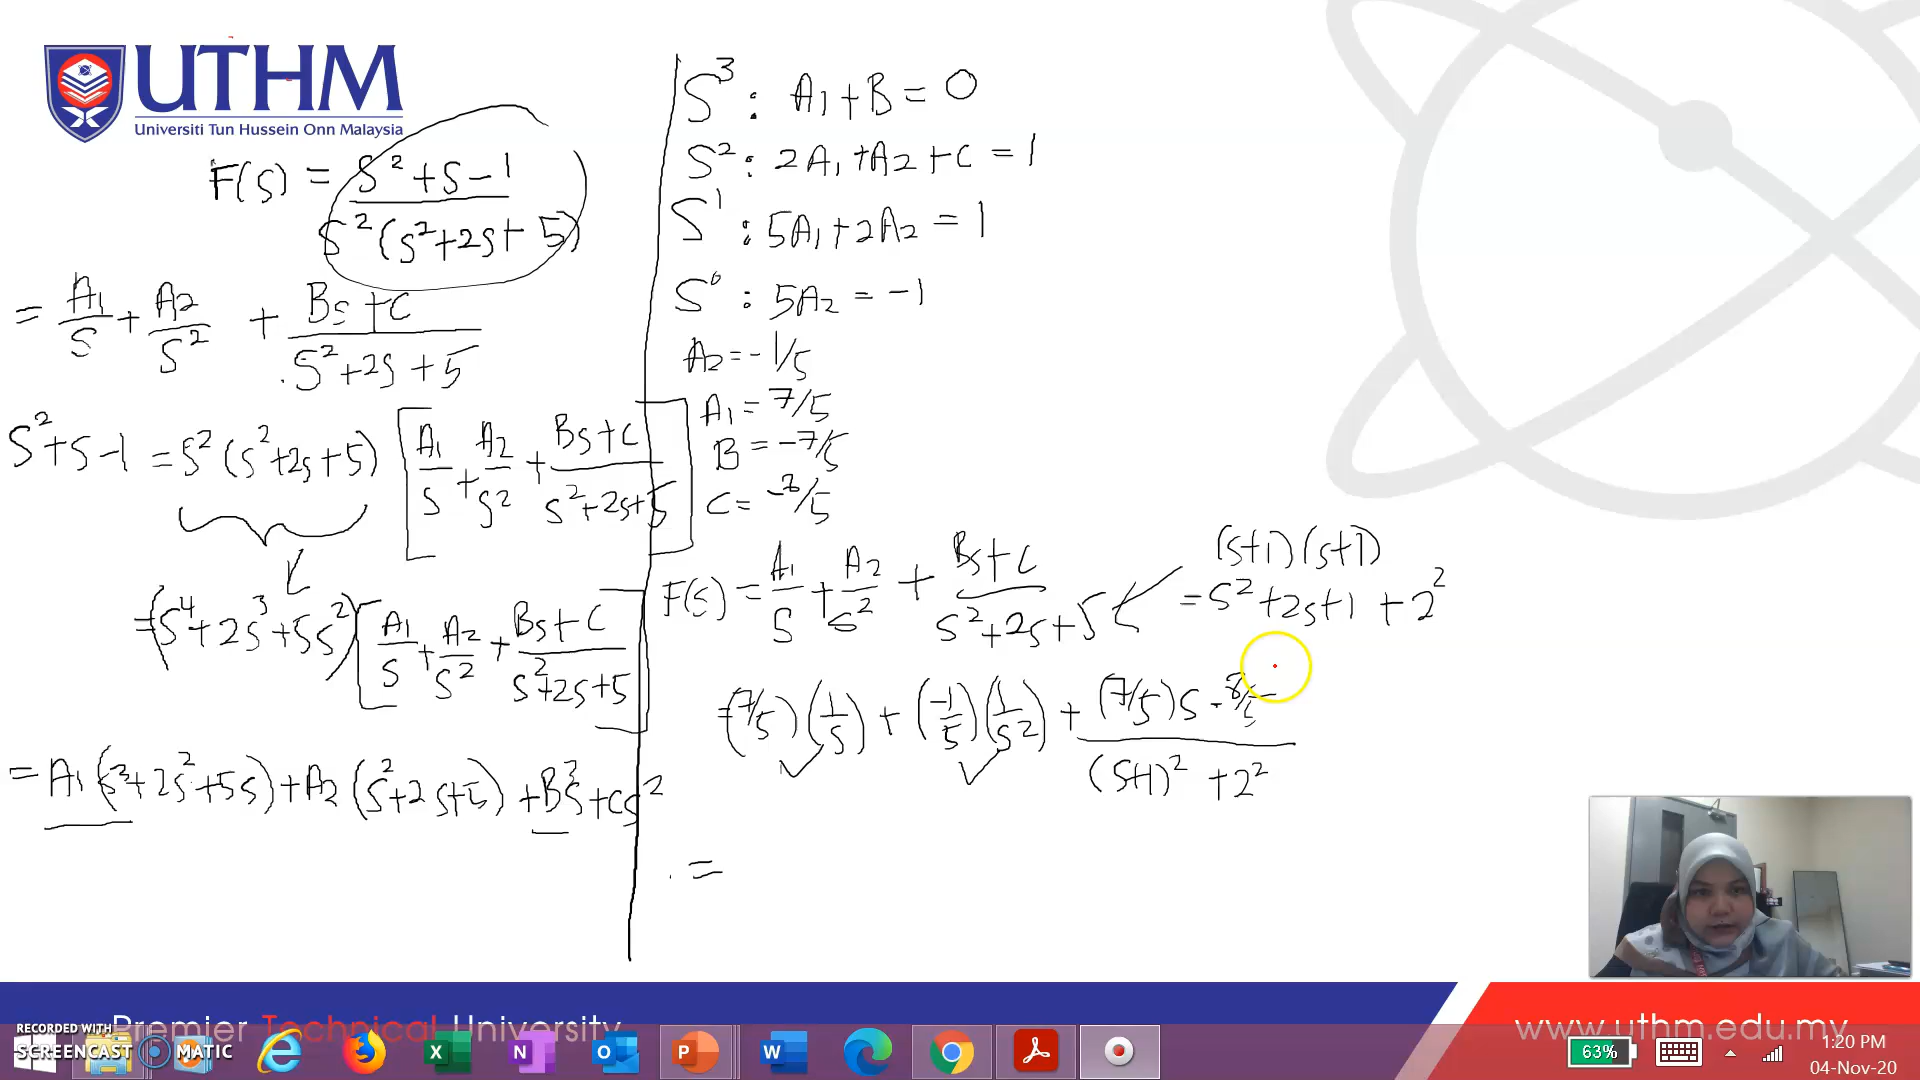 UTHM
Universiti Tun Hussein Onn Malaysia
F(s) = s²+s-1 / s²(s²+2s+5)
= A₁/s + A₂/s² + Bs+C / s²+2s+5
s²+s-1 = s²(s²+2s+5) [A₁/s + A₂/s² + Bs+C / s²+2s+5]
=(s⁴+2s³+5s²) [A₁/s + A₂/s² + Bs+C / s²+2s+5]
= A₁(s³+2s²+5s)+A₂(s²+2s+5)+Bs³+Cs²
S³ : A₁+B = 0
S² : 2A₁+A₂+C = 1
S¹ : 5A₁+2A₂ = 1
S⁰ : 5A₂ = -1
A₂ = -1/5
A₁ = 7/5
B = -7/5
C = -8/5
F(s) = A₁/s + A₂/s² + Bs+C / s²+2s+5
(s+1)(s+1)
= s²+2s+1 + 2²
=(7/5)(1/s) + (-1/5)(1/s²) + (7/5)s - 8/5 / (s+1)² + 2²
=
Premier Technical University
www.uthm.edu.my
RECORDED WITH
SCREENCAST MATIC
63%
1:20 PM
04-Nov-20